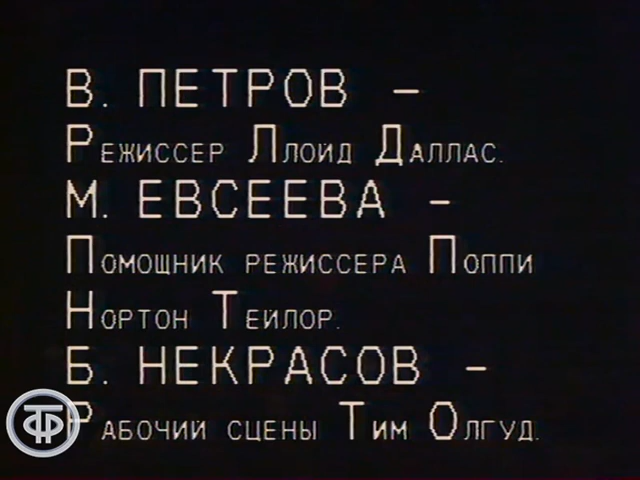 В. ПЕТРОВ –
Режиссер Ллоид Даллас.
М. ЕВСЕЕВА –
Помощник режиссера Поппи
Нортон Теилор.
Б. НЕКРАСОВ –
Рабочии сцены Тим Олгуд.